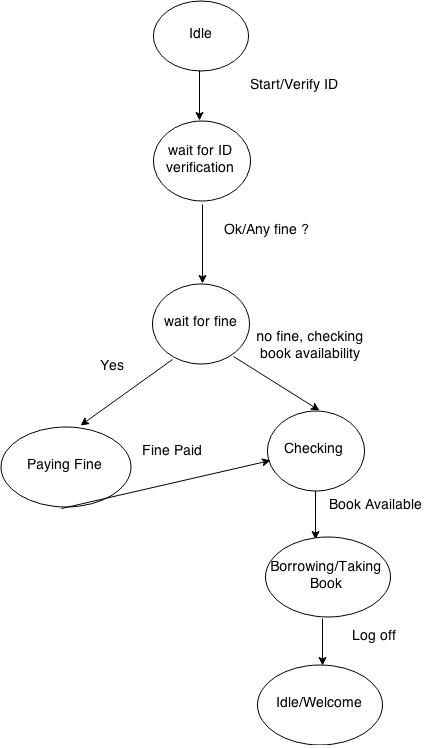 Idle
Start/Verify ID
wait for ID
verification
Ok/Any fine ?
wait for fine
no fine, checking
book availability
Yes
Fine Paid
Checking
Paying Fine
Book Available
Borrowing/Taking
Book
Log off
Idle/Welcome